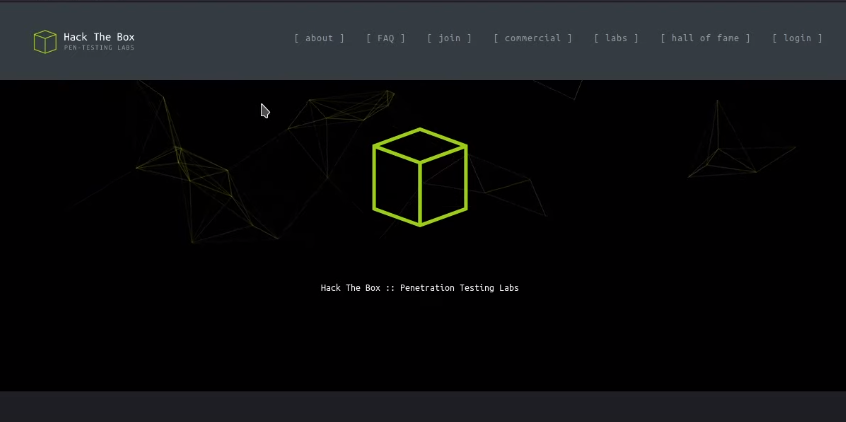 Hack The Box
PEN-TESTING LABS
[ about ] [ FAQ ] [ join ] [ commercial ] [ labs ] [ hall of fame ] [ login ]
Hack The Box :: Penetration Testing Labs